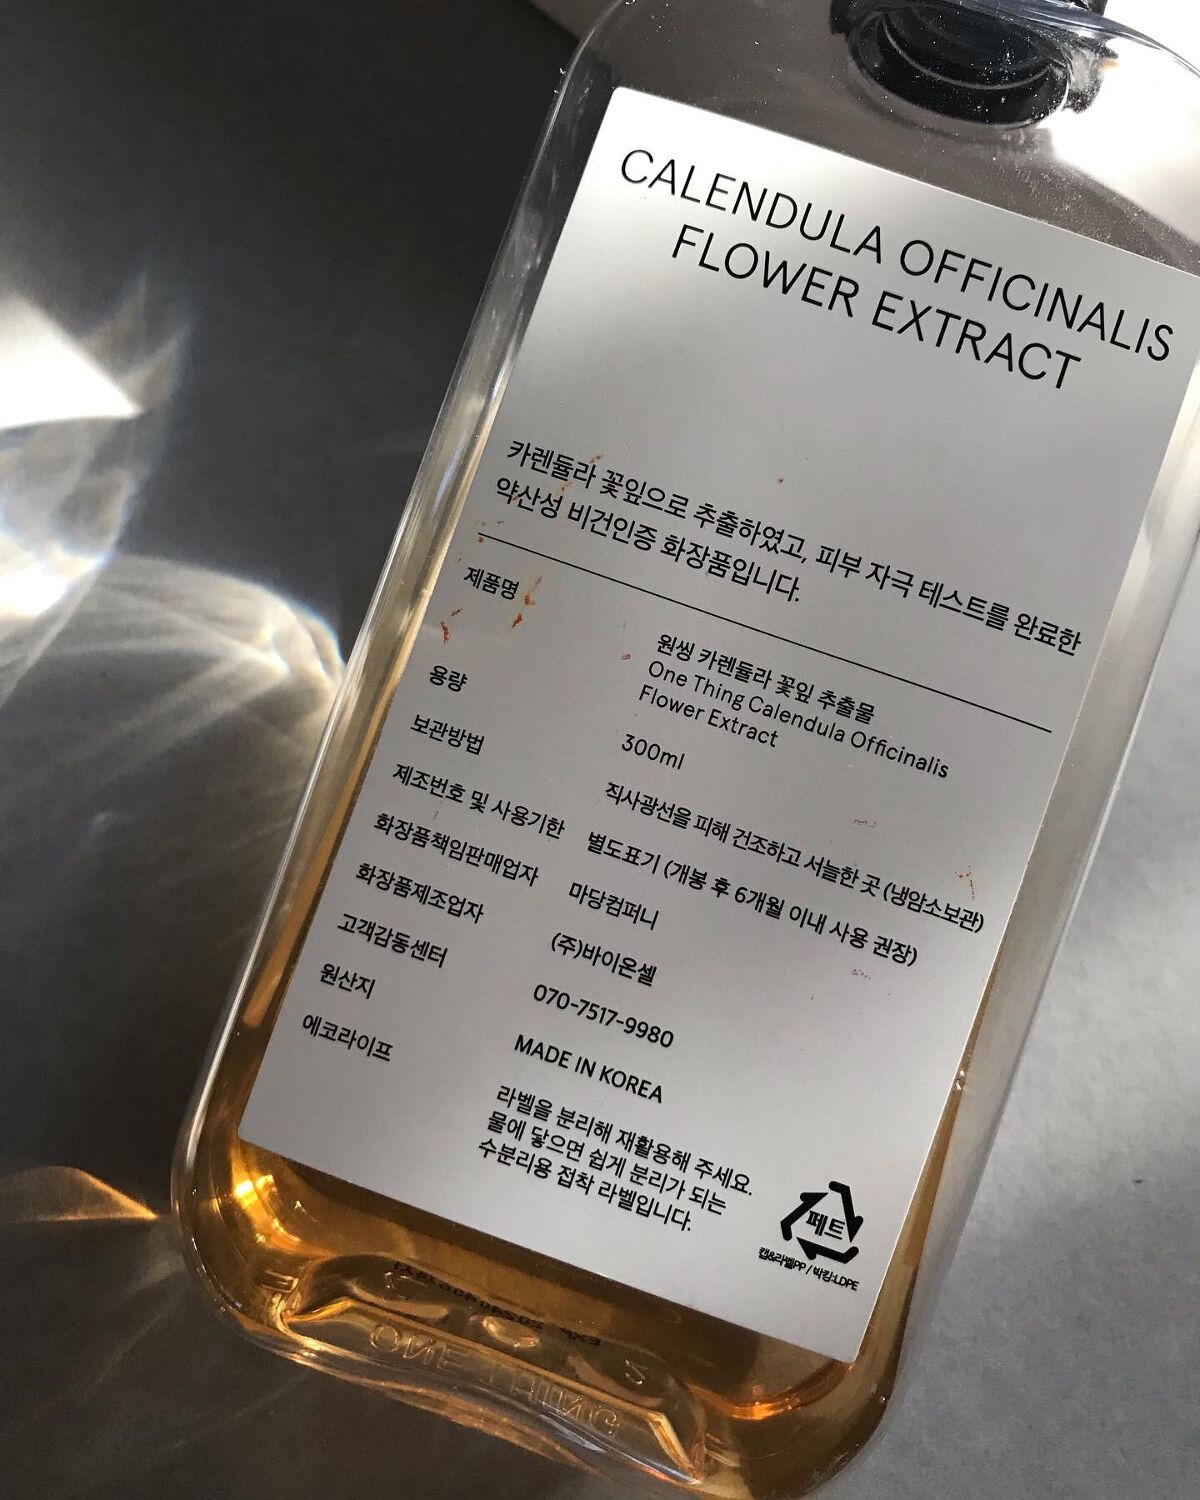 CALENDULA OFFICINALIS
FLOWER EXTRACT
카렌듈라 꽃잎으로 추출하였고, 피부 자극 테스트를 완료한
약산성 비건인증 화장품입니다.
제품명
원씽 카렌듈라 꽃잎 추출물
One Thing Calendula Officinalis
Flower Extract
용량
300ml
보관방법
직사광선을 피해 건조하고 서늘한 곳 (냉암소보관)
제조번호 및 사용기한
별도표기 (개봉 후 6개월 이내 사용 권장)
화장품책임판매업자
마당컴퍼니
화장품제조업자
(주)바이온셀
고객감동센터
070-7517-9980
원산지
MADE IN KOREA
에코라이프
라벨을 분리해 재활용해 주세요.
물에 닿으면 쉽게 분리가 되는
수분리용 접착 라벨입니다.
페트
캡&라벨:PP / 박킹:LDPE
ONE THING